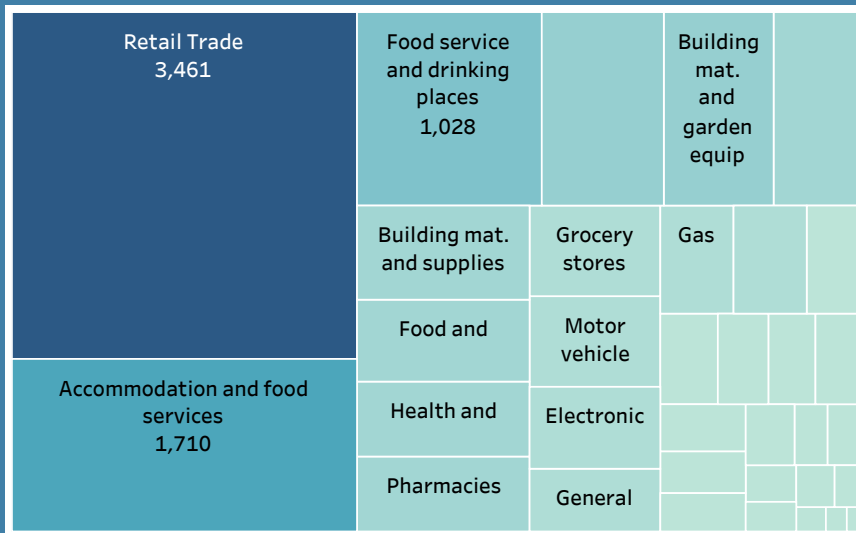 Retail Trade
3,461
Accommodation and food
services
1,710
Food service
and drinking
places
1,028
Building
mat.
and
garden
equip
Building mat.
and supplies
Food and
Health and
Pharmacies
Grocery
stores
Motor
vehicle
Electronic
General
Gas